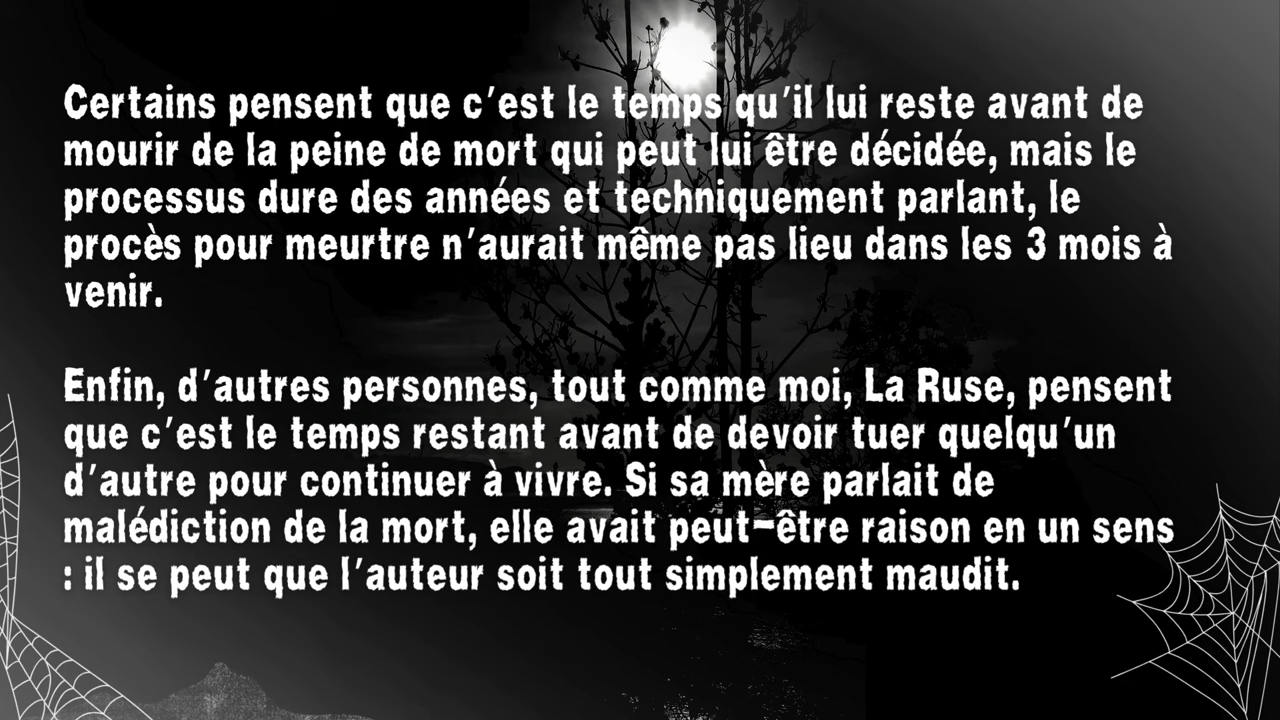 Certains pensent que c'est le temps qu'il lui reste avant de
mourir de la peine de mort qui peut lui être décidée, mais le
processus dure des années et techniquement parlant, le
procès pour meurtre n'aurait même pas lieu dans les 3 mois à
venir.
Enfin, d'autres personnes, tout comme moi, La Ruse, pensent
que c'est le temps restant avant de devoir tuer quelqu'un
d'autre pour continuer à vivre. Si sa mère parlait de
malédiction de la mort, elle avait peut-être raison en un sens
: il se peut que l'auteur soit tout simplement maudit.